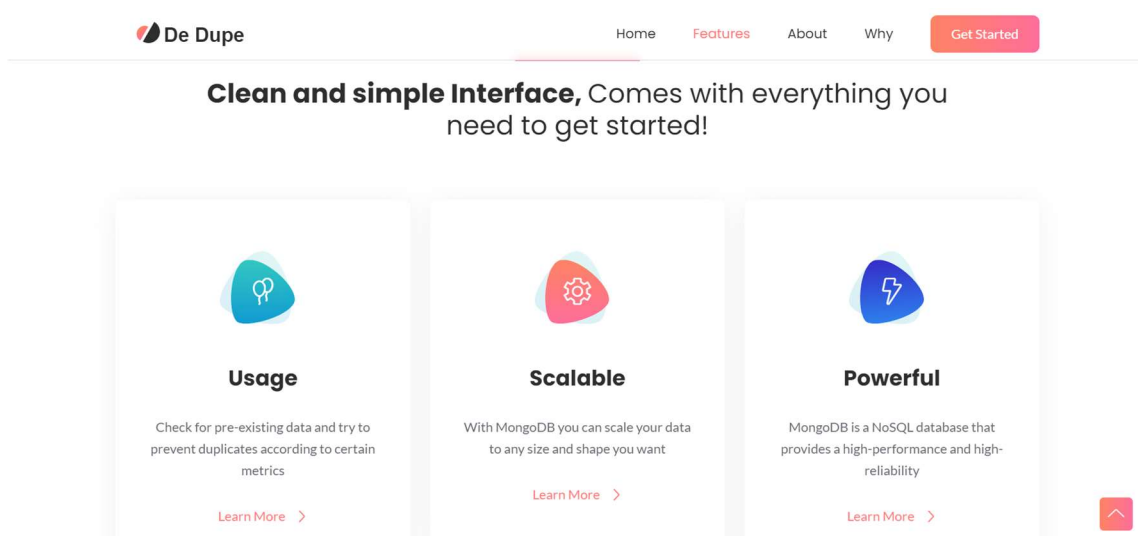 De Dupe
Home
Features
About
Why
Get Started
Clean and simple Interface, Comes with everything you
need to get started!
Usage
Check for pre-existing data and try to
prevent duplicates according to certain
metrics
Learn More
Scalable
With MongoDB you can scale your data
to any size and shape you want
Learn More
Powerful
MongoDB is a NoSQL database that
provides a high-performance and high-
reliability
Learn More